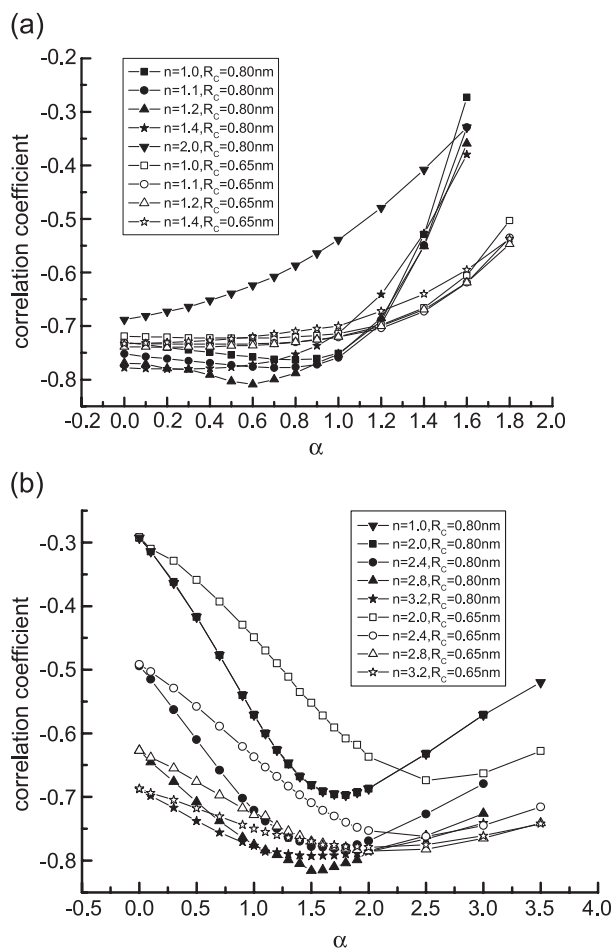 (a)
-0.2
-0.3
-0.4
-0.5
-0.6
-0.7
-0.8
correlation coefficient
n=1.0,R_C=0.80nm
n=1.1,R_C=0.80nm
n=1.2,R_C=0.80nm
n=1.4,R_C=0.80nm
n=2.0,R_C=0.80nm
n=1.0,R_C=0.65nm
n=1.1,R_C=0.65nm
n=1.2,R_C=0.65nm
n=1.4,R_C=0.65nm
-0.2 0.0 0.2 0.4 0.6 0.8 1.0 1.2 1.4 1.6 1.8 2.0
α
(b)
-0.3
-0.4
-0.5
-0.6
-0.7
-0.8
correlation coefficient
n=1.0,R_C=0.80nm
n=2.0,R_C=0.80nm
n=2.4,R_C=0.80nm
n=2.8,R_C=0.80nm
n=3.2,R_C=0.80nm
n=2.0,R_C=0.65nm
n=2.4,R_C=0.65nm
n=2.8,R_C=0.65nm
n=3.2,R_C=0.65nm
-0.5 0.0 0.5 1.0 1.5 2.0 2.5 3.0 3.5 4.0
α